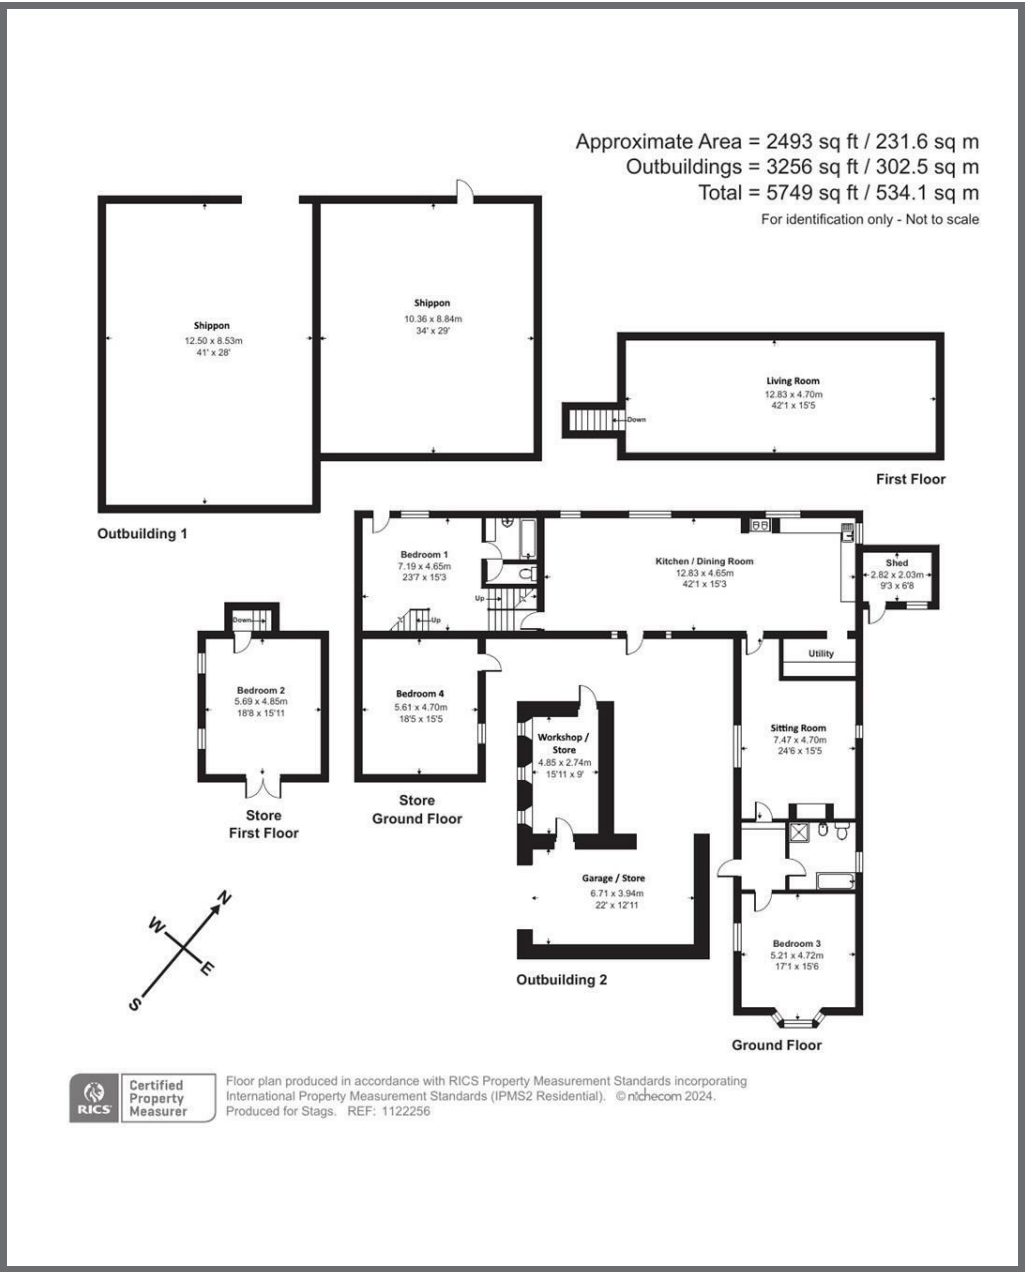 Approximate Area = 2493 sq ft / 231.6 sq m
Outbuildings = 3256 sq ft / 302.5 sq m
Total = 5749 sq ft / 534.1 sq m
For identification only - Not to scale
Shippon
12.50 x 8.53m
41' x 28'
Shippon
10.36 x 8.84m
34' x 29'
Outbuilding 1
Living Room
12.83 x 4.70m
42'1 x 15'5
Down
First Floor
Bedroom 1
7.19 x 4.65m
23'7 x 15'3
Up
Up
Kitchen / Dining Room
12.83 x 4.65m
42'1 x 15'3
Shed
2.82 x 2.03m
9'3 x 6'8
Down
Bedroom 2
5.69 x 4.85m
18'8 x 15'11
Store
First Floor
Bedroom 4
5.61 x 4.70m
18'5 x 15'5
Store
Ground Floor
Utility
Sitting Room
7.47 x 4.70m
24'6 x 15'5
Workshop /
Store
4.85 x 2.74m
15'11 x 9'
Garage / Store
6.71 x 3.94m
22' x 12'11
Outbuilding 2
Bedroom 3
5.21 x 4.72m
17'1 x 15'6
Ground Floor
N
W
E
S
RICS
Certified
Property
Measurer
Floor plan produced in accordance with RICS Property Measurement Standards incorporating
International Property Measurement Standards (IPMS2 Residential). © nichecom 2024.
Produced for Stags. REF: 1122256